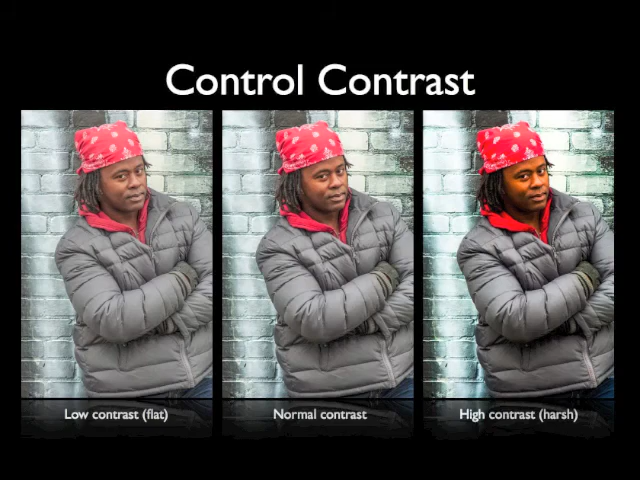 Control Contrast
Low contrast (flat)
Normal contrast
High contrast (harsh)